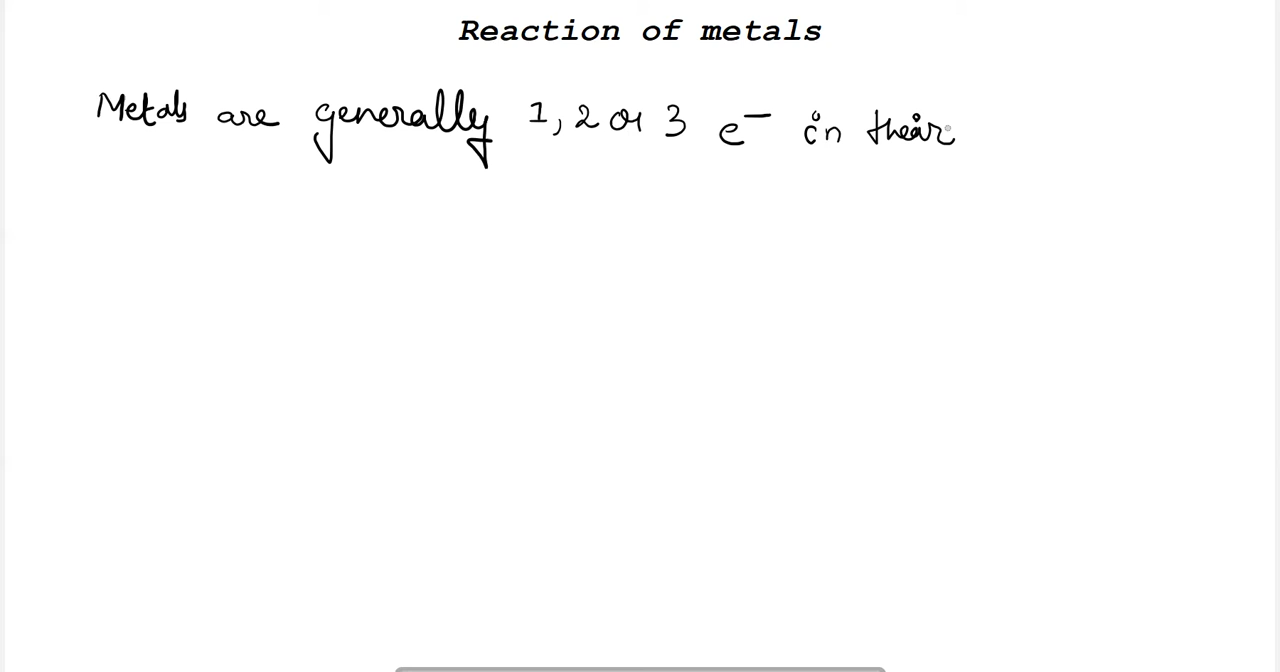 Reaction of metals
Metals are generally 1, 2 or 3 e⁻ in their